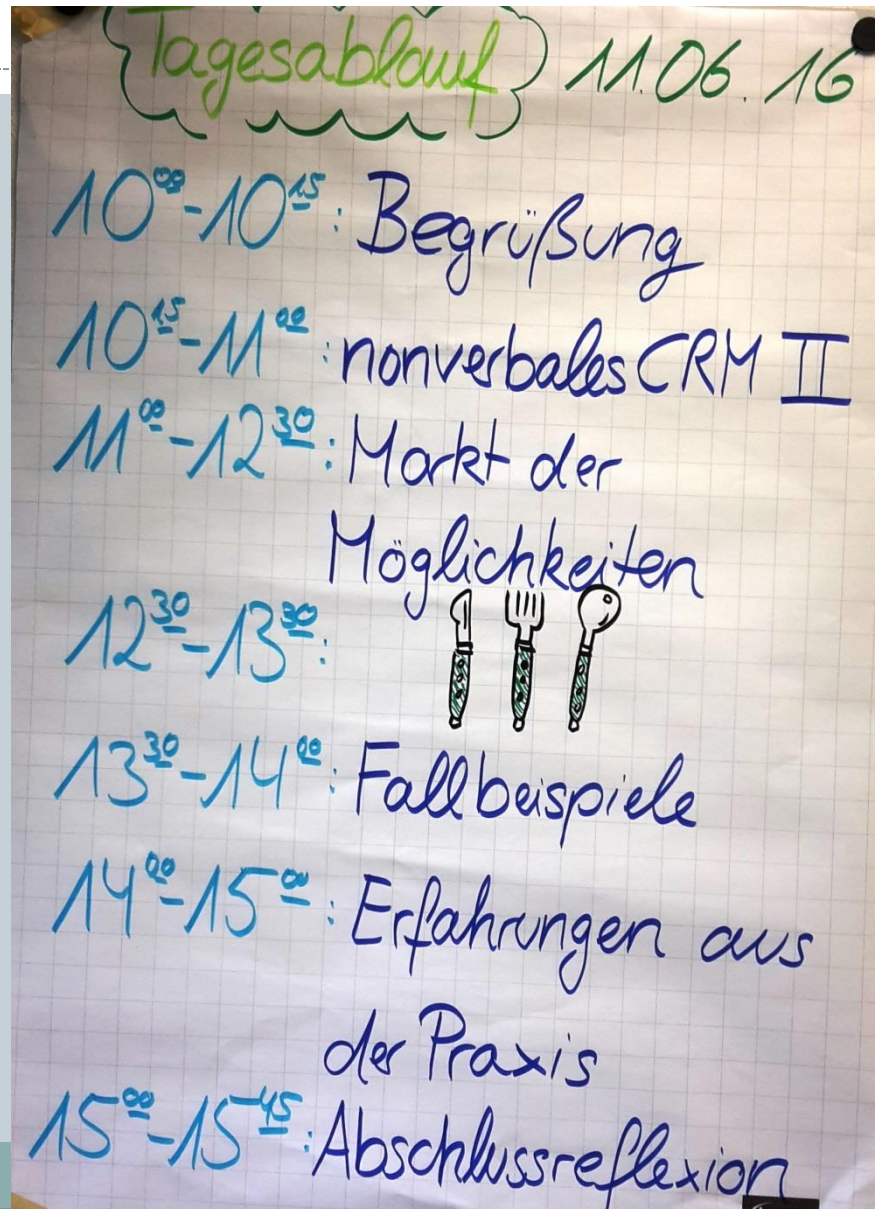 Tagesablauf 11.06.16
10⁰⁰-10¹⁵: Begrüßung
10¹⁵-11⁰⁰: nonverbales CRM II
11⁰⁰-12³⁰: Markt der
Möglichkeiten
12³⁰-13³⁰:
13³⁰-14⁰⁰: Fallbeispiele
14⁰⁰-15⁰⁰: Erfahrungen aus
der Praxis
15⁰⁰-15⁴⁵: Abschlussreflexion